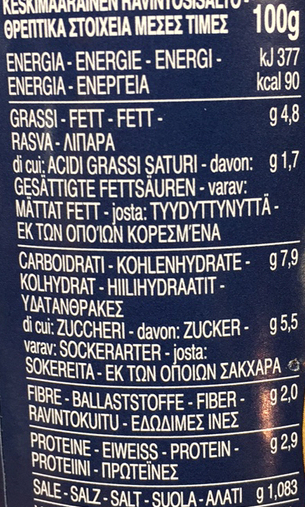 KESKIMÄÄRÄINEN RAVINTOSISÄLTÖ -
ΘΡΕΠΤΙΚΑ ΣΤΟΙΧΕΙΑ ΜΕΣΕΣ ΤΙΜΕΣ 100g
ENERGIA - ENERGIE - ENERGI - kJ 377
ENERGIA - ΕΝΕΡΓΕΙΑ kcal 90
GRASSI - FETT - FETT - g 4,8
RASVA - ΛΙΠΑΡΑ
di cui: ACIDI GRASSI SATURI - davon: g 1,7
GESÄTTIGTE FETTSÄUREN - varav:
MÄTTAT FETT - josta: TYYDYTTYNYTTÄ -
ΕΚ ΤΩΝ ΟΠΟΊΩΝ ΚΟΡΕΣΜΈΝΑ
CARBOIDRATI - KOHLENHYDRATE - g 7,9
KOLHYDRAT - HIILIHYDRAATIT -
ΥΔΑΤΑΝΘΡΑΚΕΣ
di cui: ZUCCHERI - davon: ZUCKER - g 5,5
varav: SOCKERARTER - josta:
SOKEREITA - ΕΚ ΤΩΝ ΟΠΟΙΩΝ ΣΑΚΧΑΡΑ
FIBRE - BALLASTSTOFFE - FIBER - g 2,0
RAVINTOKUITU - ΕΔΩΔΙΜΕΣ ΙΝΕΣ
PROTEINE - EIWEISS - PROTEIN - g 2,9
PROTEIINI - ΠΡΩΤΕΪΝΕΣ
SALE - SALZ - SALT - SUOLA - ΑΛΑΤΙ g 1,083